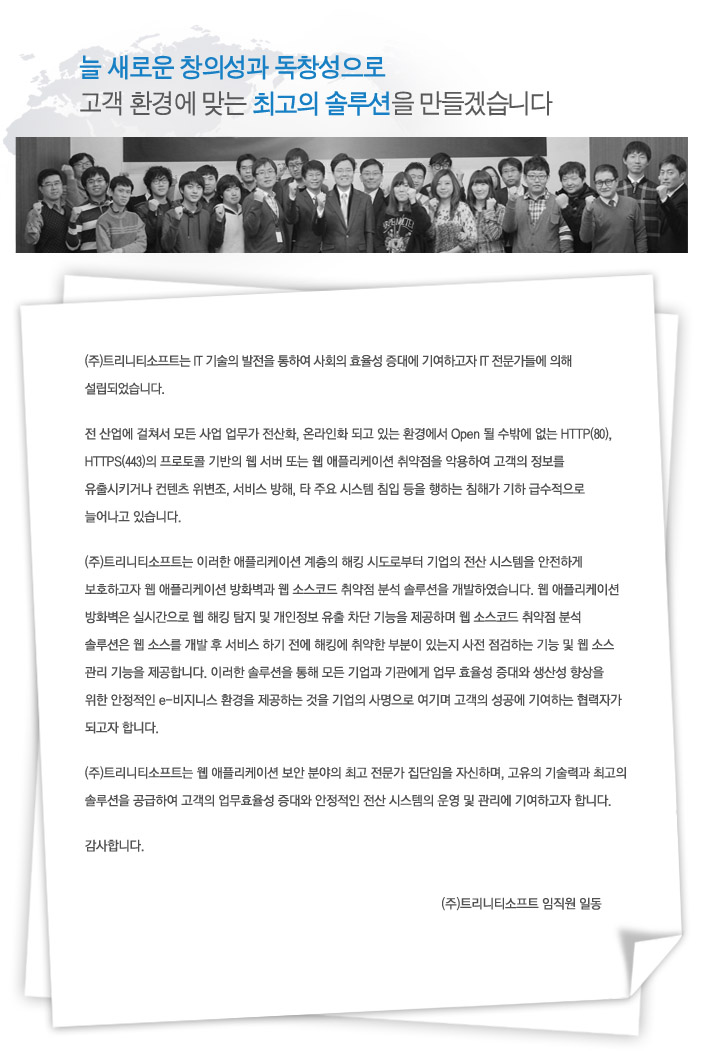 늘 새로운 창의성과 독창성으로
고객 환경에 맞는 최고의 솔루션을 만들겠습니다
(주)트리니티소프트는 IT 기술의 발전을 통하여 사회의 효율성 증대에 기여하고자 IT 전문가들에 의해
설립되었습니다.
전 산업에 걸쳐서 모든 사업 업무가 전산화, 온라인화 되고 있는 환경에서 Open 될 수밖에 없는 HTTP(80),
HTTPS(443)의 프로토콜 기반의 웹 서버 또는 웹 애플리케이션 취약점을 악용하여 고객의 정보를
유출시키거나 컨텐츠 위변조, 서비스 방해, 타 주요 시스템 침입 등을 행하는 침해가 기하 급수적으로
늘어나고 있습니다.
(주)트리니티소프트는 이러한 애플리케이션 계층의 해킹 시도로부터 기업의 전산 시스템을 안전하게
보호하고자 웹 애플리케이션 방화벽과 웹 소스코드 취약점 분석 솔루션을 개발하였습니다. 웹 애플리케이션
방화벽은 실시간으로 웹 해킹 탐지 및 개인정보 유출 차단 기능을 제공하며 웹 소스코드 취약점 분석
솔루션은 웹 소스를 개발 후 서비스 하기 전에 해킹에 취약한 부분이 있는지 사전 점검하는 기능 및 웹 소스
관리 기능을 제공합니다. 이러한 솔루션을 통해 모든 기업과 기관에게 업무 효율성 증대와 생산성 향상을
위한 안정적인 e-비지니스 환경을 제공하는 것을 기업의 사명으로 여기며 고객의 성공에 기여하는 협력자가
되고자 합니다.
(주)트리니티소프트는 웹 애플리케이션 보안 분야의 최고 전문가 집단임을 자신하며, 고유의 기술력과 최고의
솔루션을 공급하여 고객의 업무효율성 증대와 안정적인 전산 시스템의 운영 및 관리에 기여하고자 합니다.
감사합니다.
(주)트리니티소프트 임직원 일동